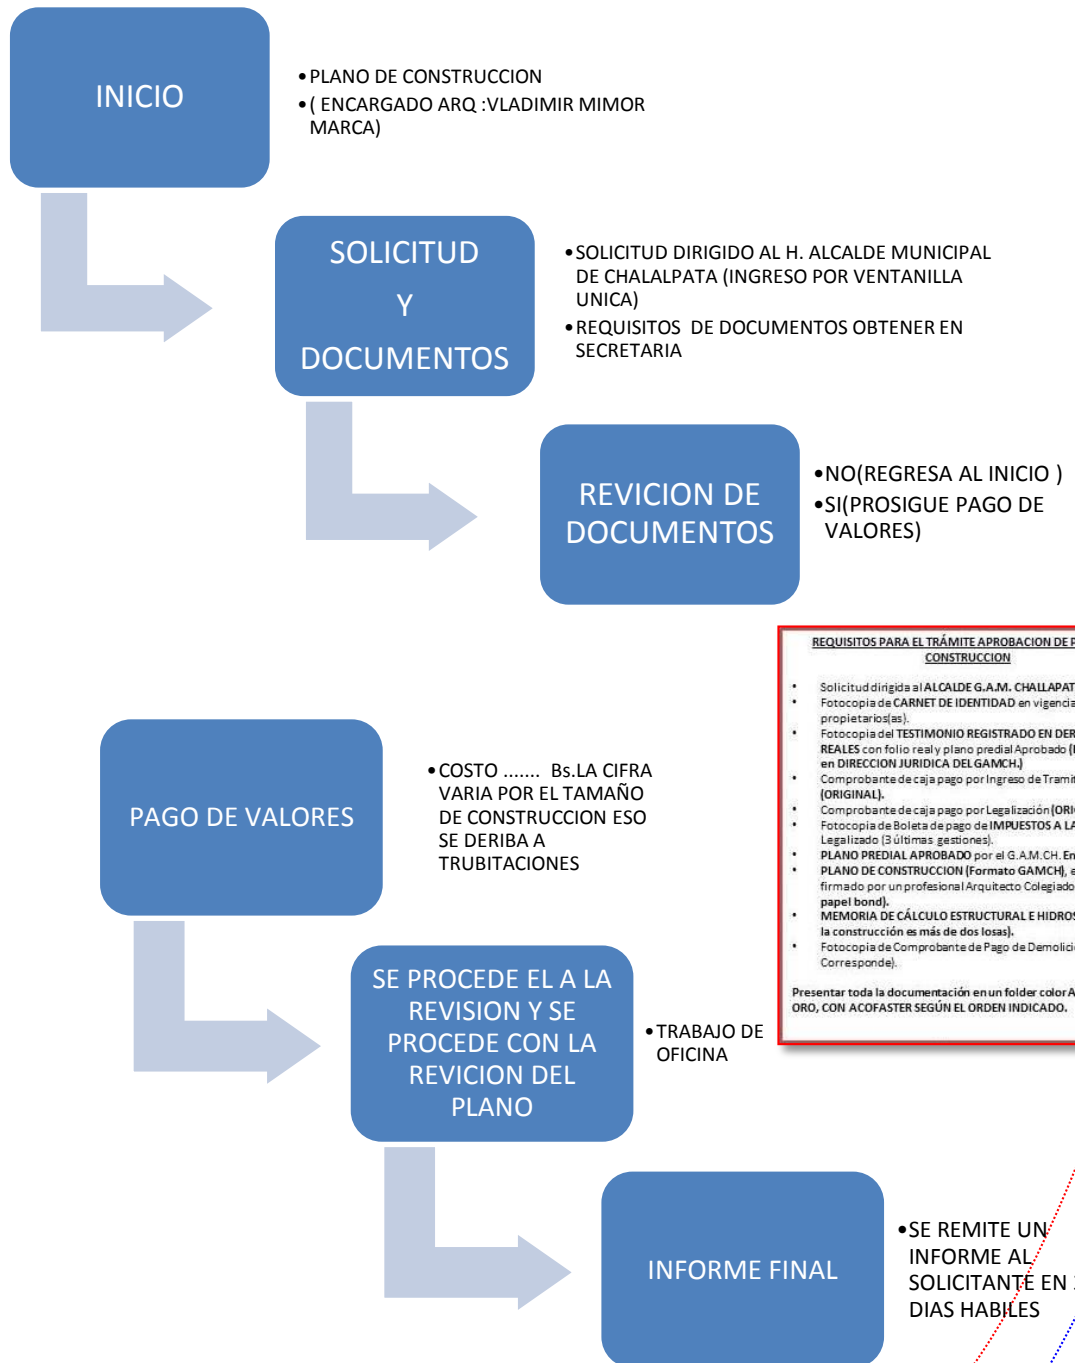 INICIO
•PLANO DE CONSTRUCCION
•( ENCARGADO ARQ :VLADIMIR MIMOR
MARCA)
SOLICITUD
Y
DOCUMENTOS
•SOLICITUD DIRIGIDO AL H. ALCALDE MUNICIPAL
DE CHALALPATA (INGRESO POR VENTANILLA
UNICA)
•REQUISITOS DE DOCUMENTOS OBTENER EN
SECRETARIA
REVICION DE
DOCUMENTOS
•NO(REGRESA AL INICIO )
•SI(PROSIGUE PAGO DE
VALORES)
REQUISITOS PARA EL TRÁMITE APROBACION DE
CONSTRUCCION
• Solicitud dirigida al ALCALDE G.A.M.
• Fotocopia de CARNET DE IDENTIDAD en vigencia
propietarios(as).
• Fotocopia del TESTIMONIO REGISTRADO EN
REALES con folio real y plano predial Aprobado
en DIRECCION JURIDICA DEL GAMCH.)
• Comprobante de caja pago por Ingreso de
(ORIGINAL).
• Comprobante de caja pago por Legalización
• Fotocopia de Boleta de pago de IMPUESTOS A LA
Legalizado (3 últimas gestiones).
• PLANO PREDIAL APROBADO por el G.A.M.CH.
• PLANO DE CONSTRUCCION (Formato GAMCH),
firmado por un profesional Arquitecto Colegiado
papel bond).
• MEMORIA DE CÁLCULO ESTRUCTURAL E
la construcción es más de dos losas).
• Fotocopia de Comprobante de Pago de
Corresponde).
Presentar toda la documentación en un folder color
ORO, CON ACOFASTER SEGÚN EL ORDEN INDICADO.
PAGO DE VALORES
•COSTO ....... Bs.LA CIFRA
VARIA POR EL TAMAÑO
DE CONSTRUCCION ESO
SE DERIBA A
TRUBITACIONES
SE PROCEDE EL A LA
REVISION Y SE
PROCEDE CON LA
REVICION DEL
PLANO
•TRABAJO DE
OFICINA
INFORME FINAL
•SE REMITE UN
INFORME AL
SOLICITANTE EN
DIAS HABILES